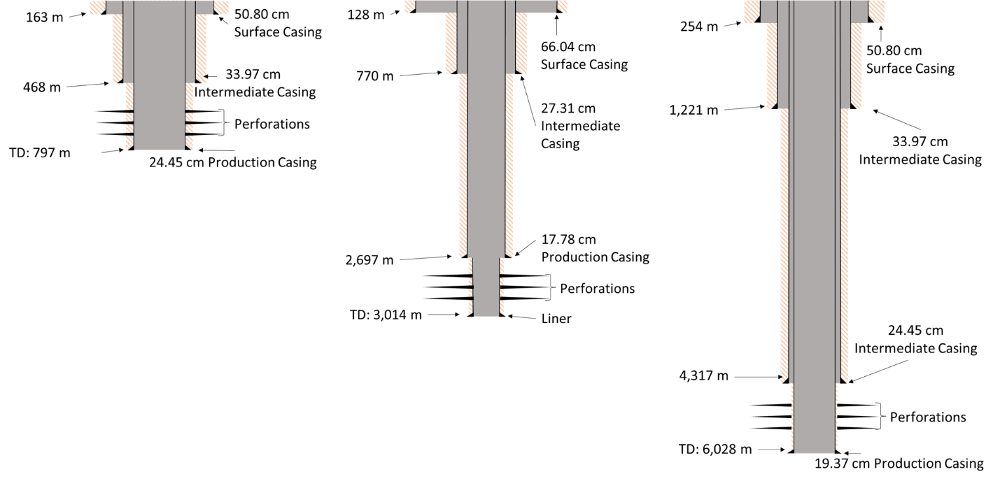 163 m
50.80 cm
Surface Casing
33.97 cm
Intermediate Casing
468 m
Perforations
TD: 797 m
24.45 cm Production Casing
128 m
66.04 cm
Surface Casing
770 m
27.31 cm
Intermediate
Casing
17.78 cm
Production Casing
2,697 m
Perforations
TD: 3,014 m
Liner
254 m
50.80 cm
Surface Casing
1,221 m
33.97 cm
Intermediate Casing
24.45 cm
Intermediate Casing
4,317 m
Perforations
TD: 6,028 m
19.37 cm Production Casing